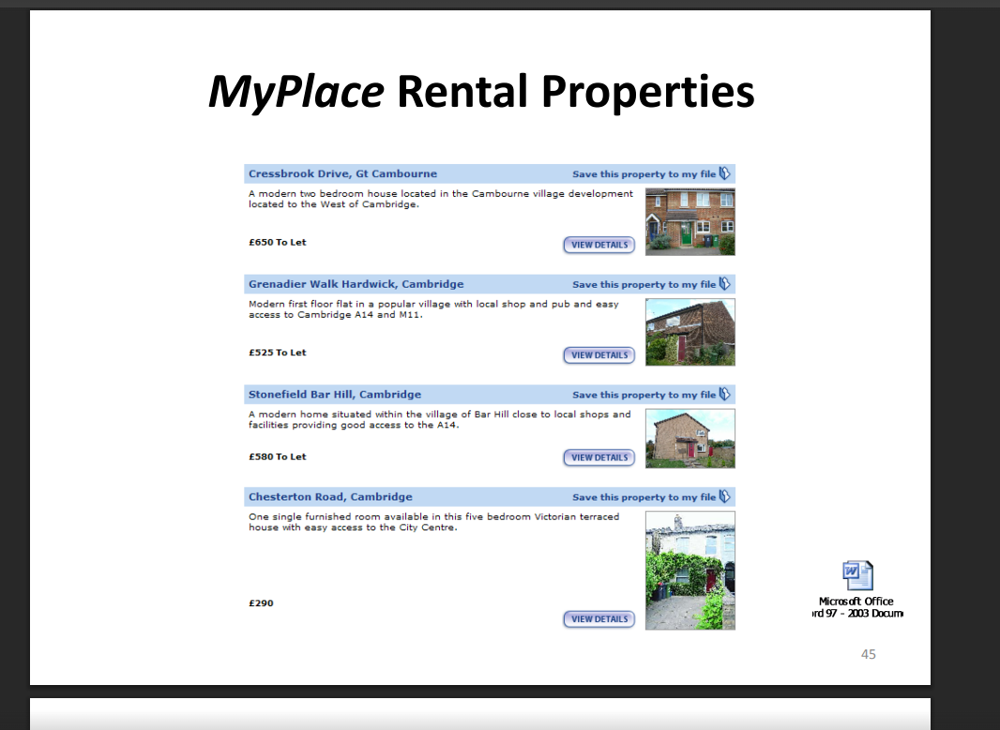 MyPlace Rental Properties
Cressbrook Drive, Gt Cambourne
Save this property to my file
A modern two bedroom house located in the Cambourne village development
located to the West of Cambridge.
£650 To Let
VIEW DETAILS
Grenadier Walk Hardwick, Cambridge
Save this property to my file
Modern first floor flat in a popular village with local shop and pub and easy
access to Cambridge A14 and M11.
£525 To Let
VIEW DETAILS
Stonefield Bar Hill, Cambridge
Save this property to my file
A modern home situated within the village of Bar Hill close to local shops and
facilities providing good access to the A14.
£580 To Let
VIEW DETAILS
Chesterton Road, Cambridge
Save this property to my file
One single furnished room available in this five bedroom Victorian terraced
house with easy access to the City Centre.
£290
VIEW DETAILS
Microsoft Office
rd 97 - 2003 Docum
45